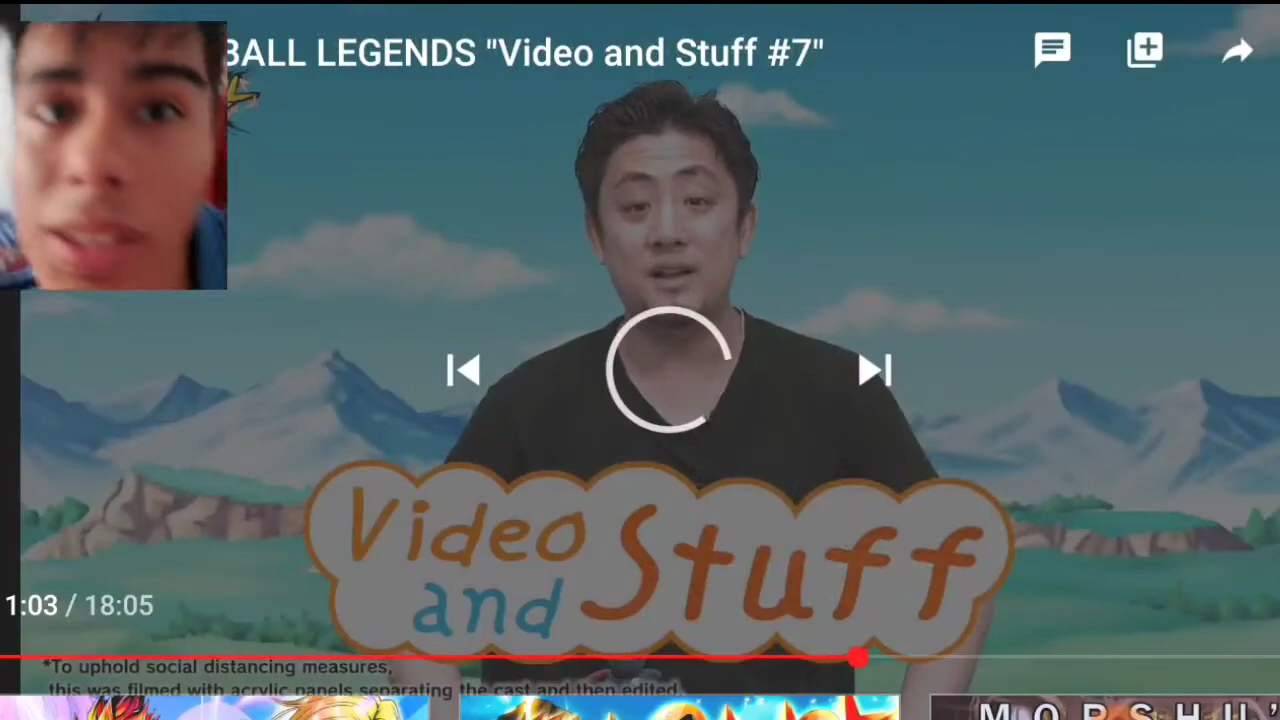 BALL LEGENDS "Video and Stuff #7"
Video
and Stuff
1:03 / 18:05
*To uphold social distancing measures,
this was filmed with acrylic panels separating the cast and then edited.
MORSHU'